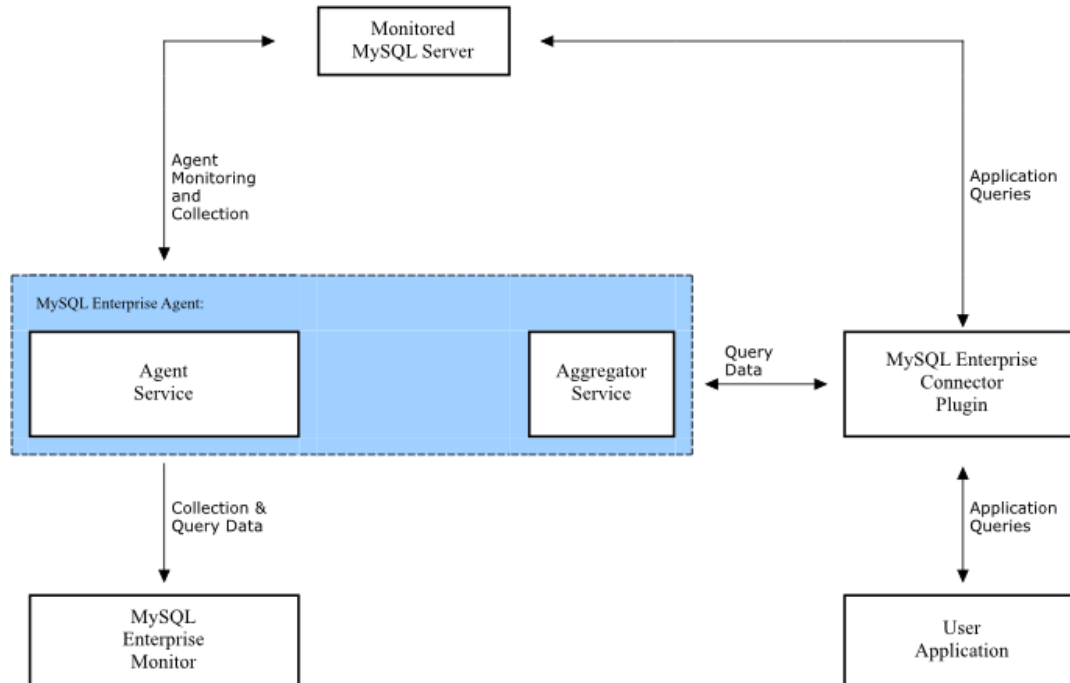 Monitored
MySQL Server
Agent
Monitoring
and
Collection
Application
Queries
MySQL Enterprise Agent:
Agent
Service
Aggregator
Service
Query
Data
MySQL Enterprise
Connector
Plugin
Collection &
Query Data
Application
Queries
MySQL
Enterprise
Monitor
User
Application